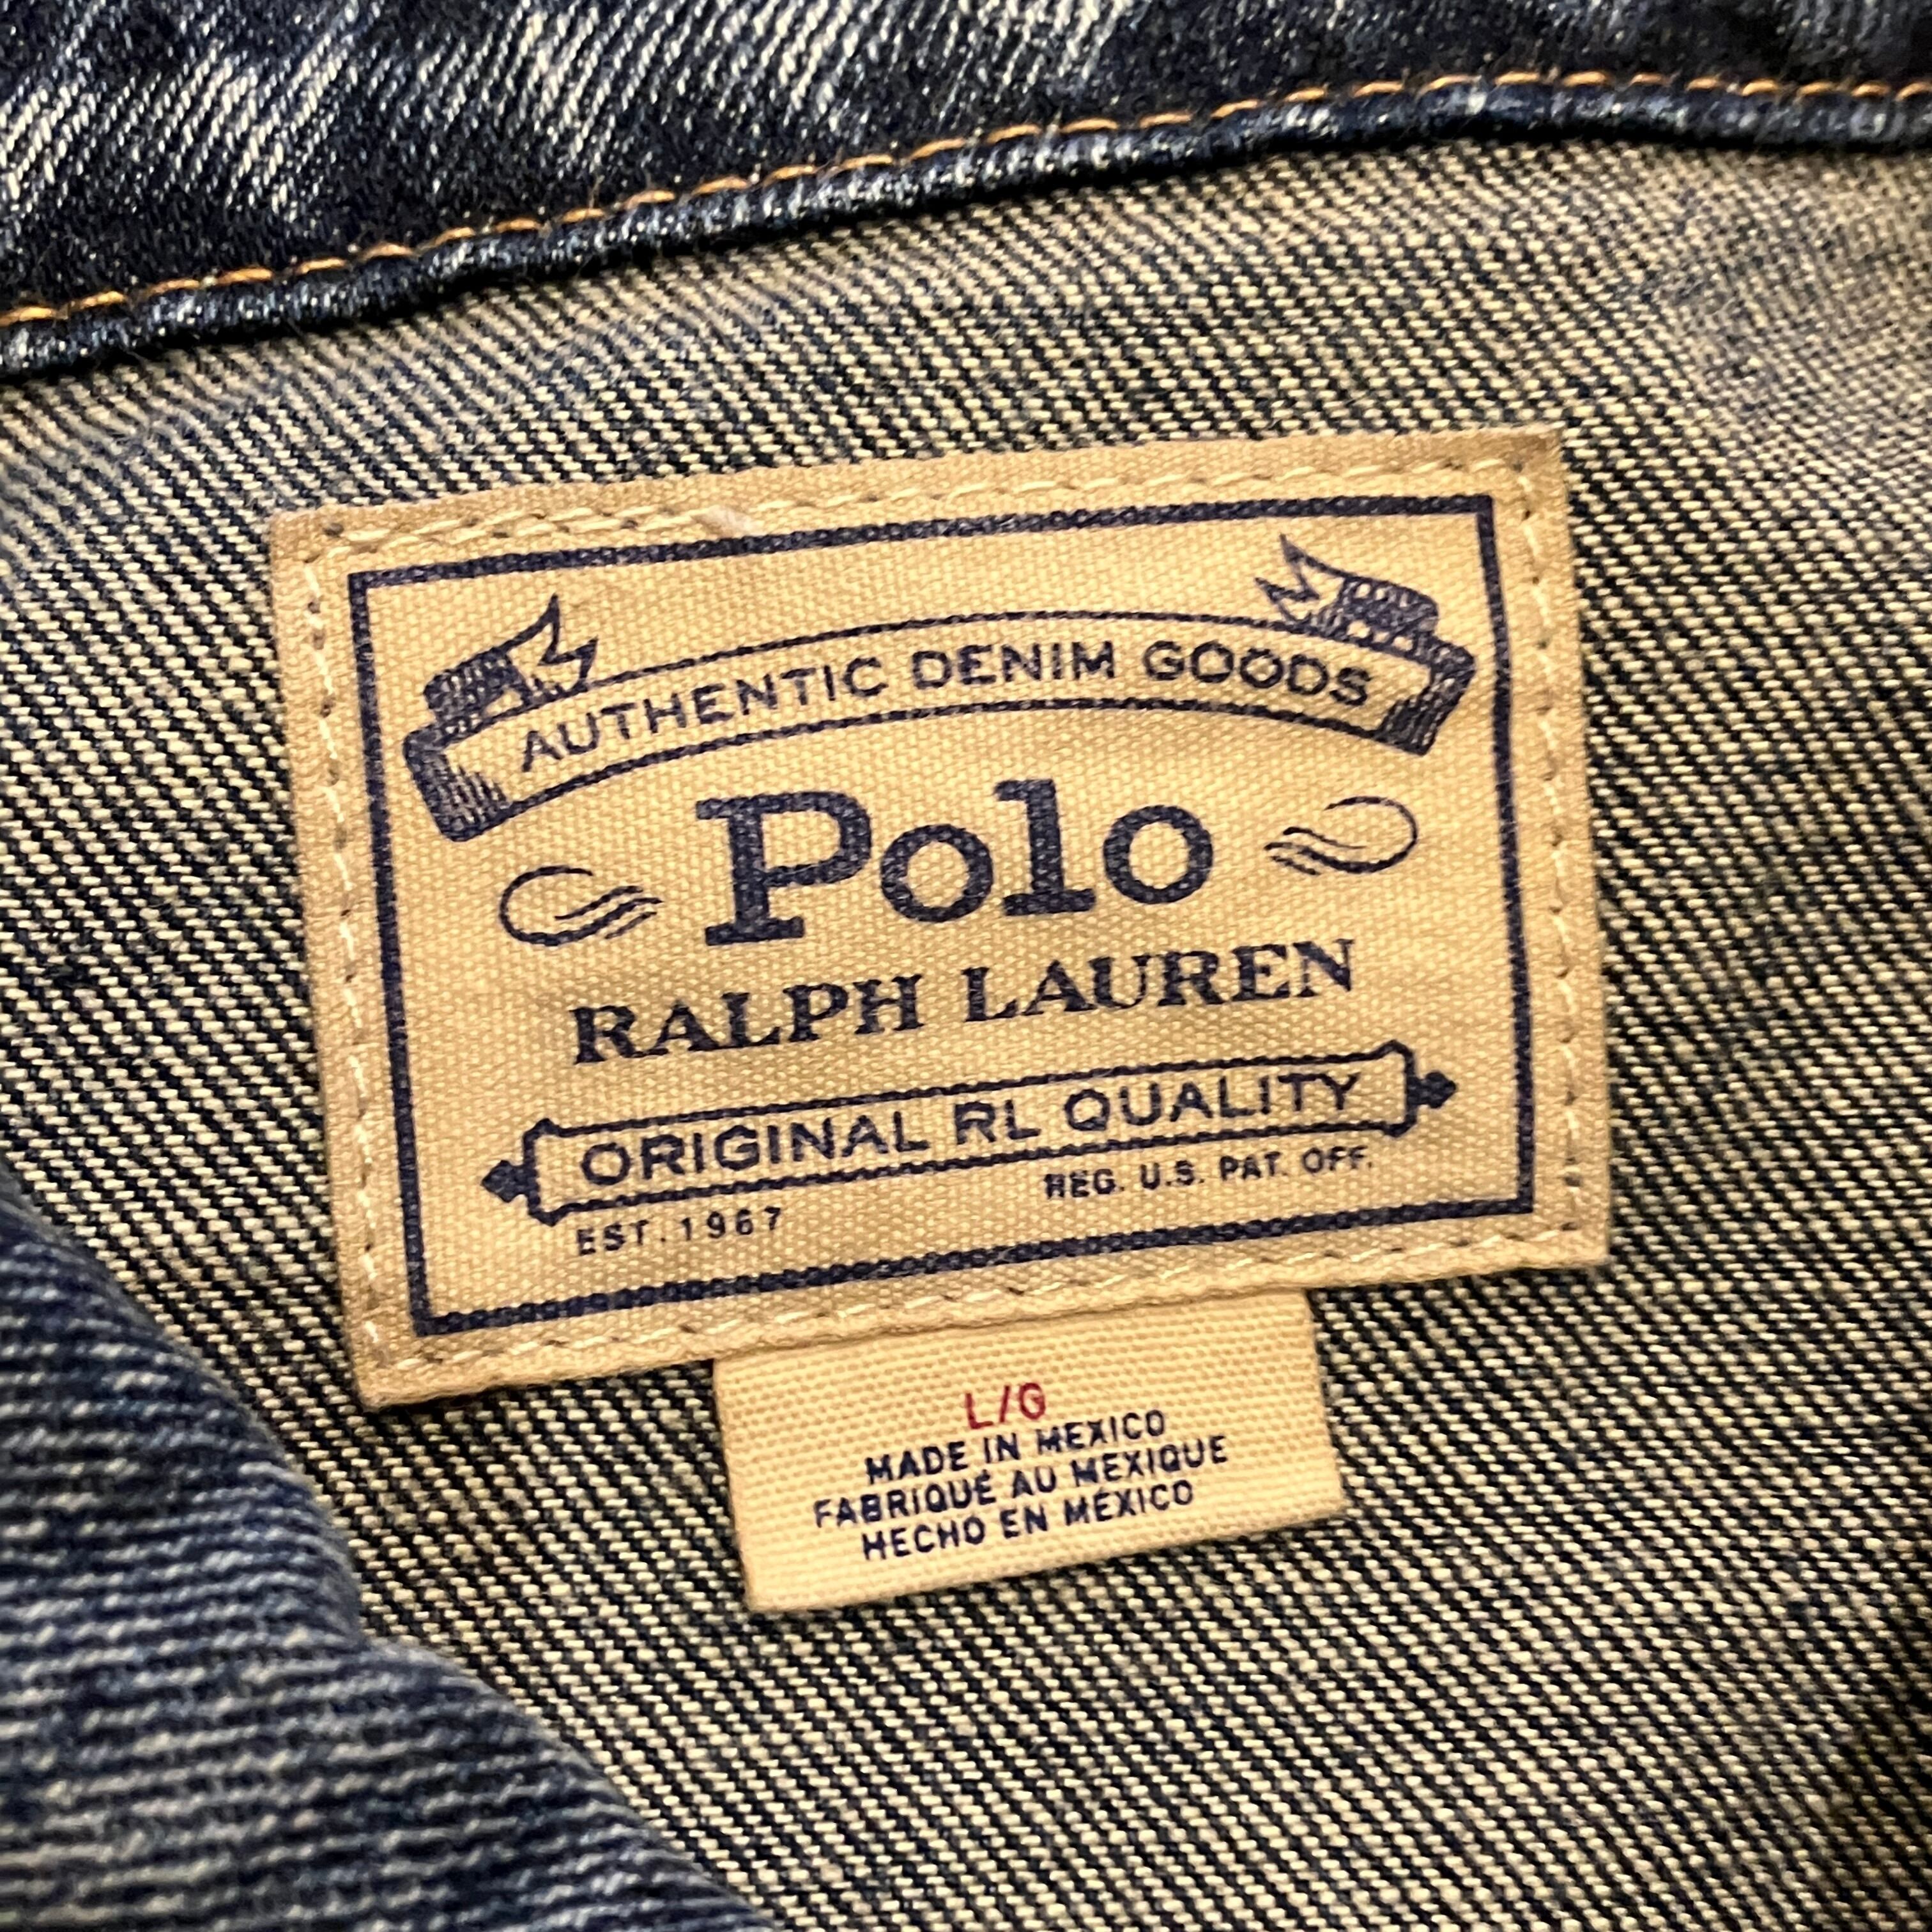 AUTHENTIC DENIM GOODS
Polo
RALPH LAUREN
ORIGINAL RL QUALITY
REG. U.S. PAT. OFF.
EST. 1967
L/G
MADE IN MEXICO
FABRIQUÉ AU MEXIQUE
HECHO EN MÉXICO